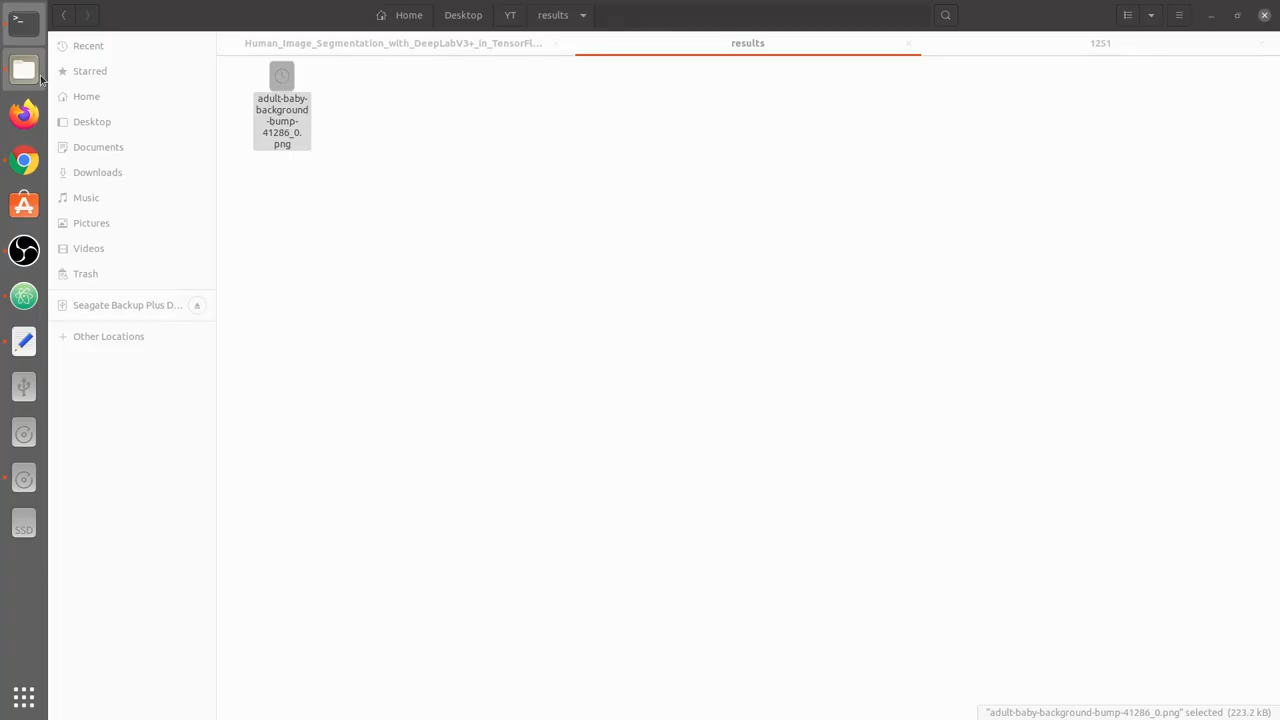 Home
Desktop
YT
results
Human_Image_Segmentation_with_DeepLabV3+_in_TensorFl...
results
12S1
Recent
Starred
Home
Desktop
Documents
Downloads
Music
Pictures
Videos
Trash
Seagate Backup Plus D...
Other Locations
adult-baby-
background
-bump-
41286_0.
png
SSD
"adult-baby-background-bump-41286_0.png" selected (223.2 kB)